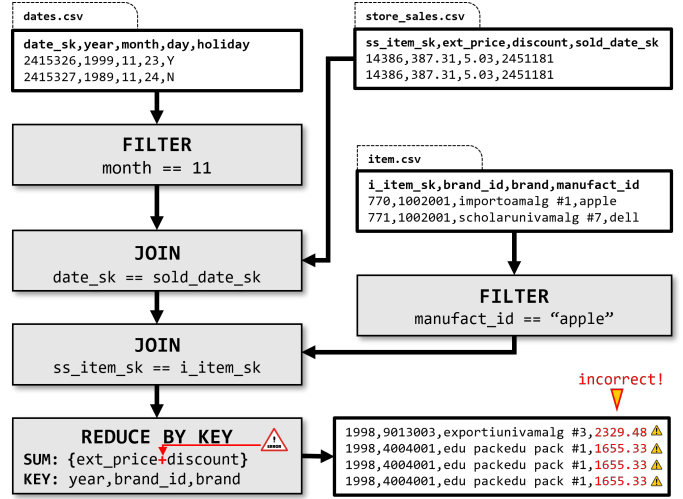 dates.csv
date_sk,year,month,day,holiday
2415326,1999,11,23,Y
2415327,1989,11,24,N
store_sales.csv
ss_item_sk,ext_price,discount,sold_date_sk
14386,387.31,5.03,2451181
14386,387.31,5.03,2451181
FILTER
month == 11
item.csv
i_item_sk,brand_id,brand,manufact_id
770,1002001,importoamalg #1,apple
771,1002001,scholarunivamalg #7,dell
JOIN
date_sk == sold_date_sk
FILTER
manufact_id == “apple”
JOIN
ss_item_sk == i_item_sk
incorrect!
REDUCE BY KEY
ERROR
SUM: {ext_price+discount}
KEY: year,brand_id,brand
1998,9013003,exportiunivamalg #3,2329.48
1998,4004001,edu packedu pack #1,1655.33
1998,4004001,edu packedu pack #1,1655.33
1998,4004001,edu packedu pack #1,1655.33